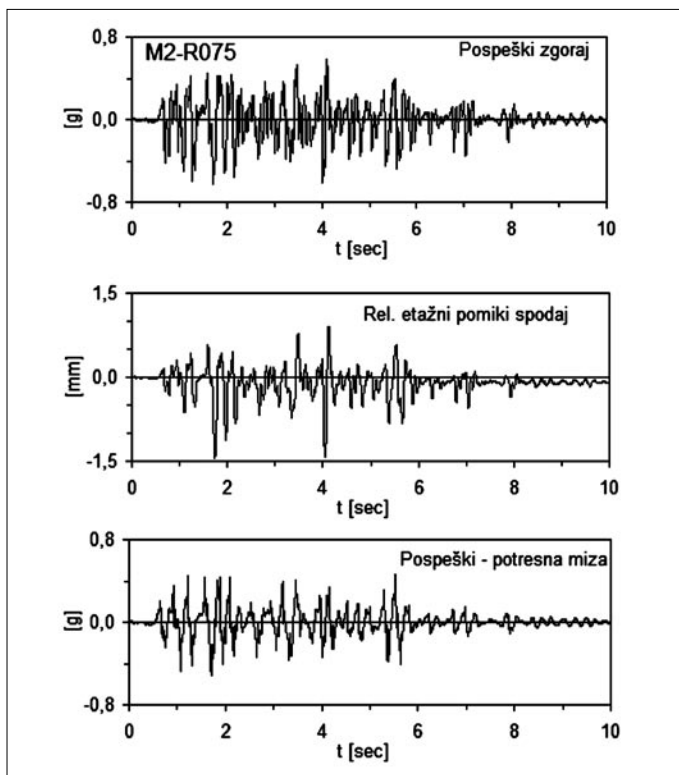 0,8
M2-R075
Pospeški zgoraj
[g]
0,0
-0,8
0 2 4 6 8 10
t [sec]
1,5
Rel. etažni pomiki spodaj
[mm]
0,0
-1,5
0 2 4 6 8 10
t [sec]
0,8
Pospeški - potresna miza
[g]
0,0
-0,8
0 2 4 6 8 10
t [sec]